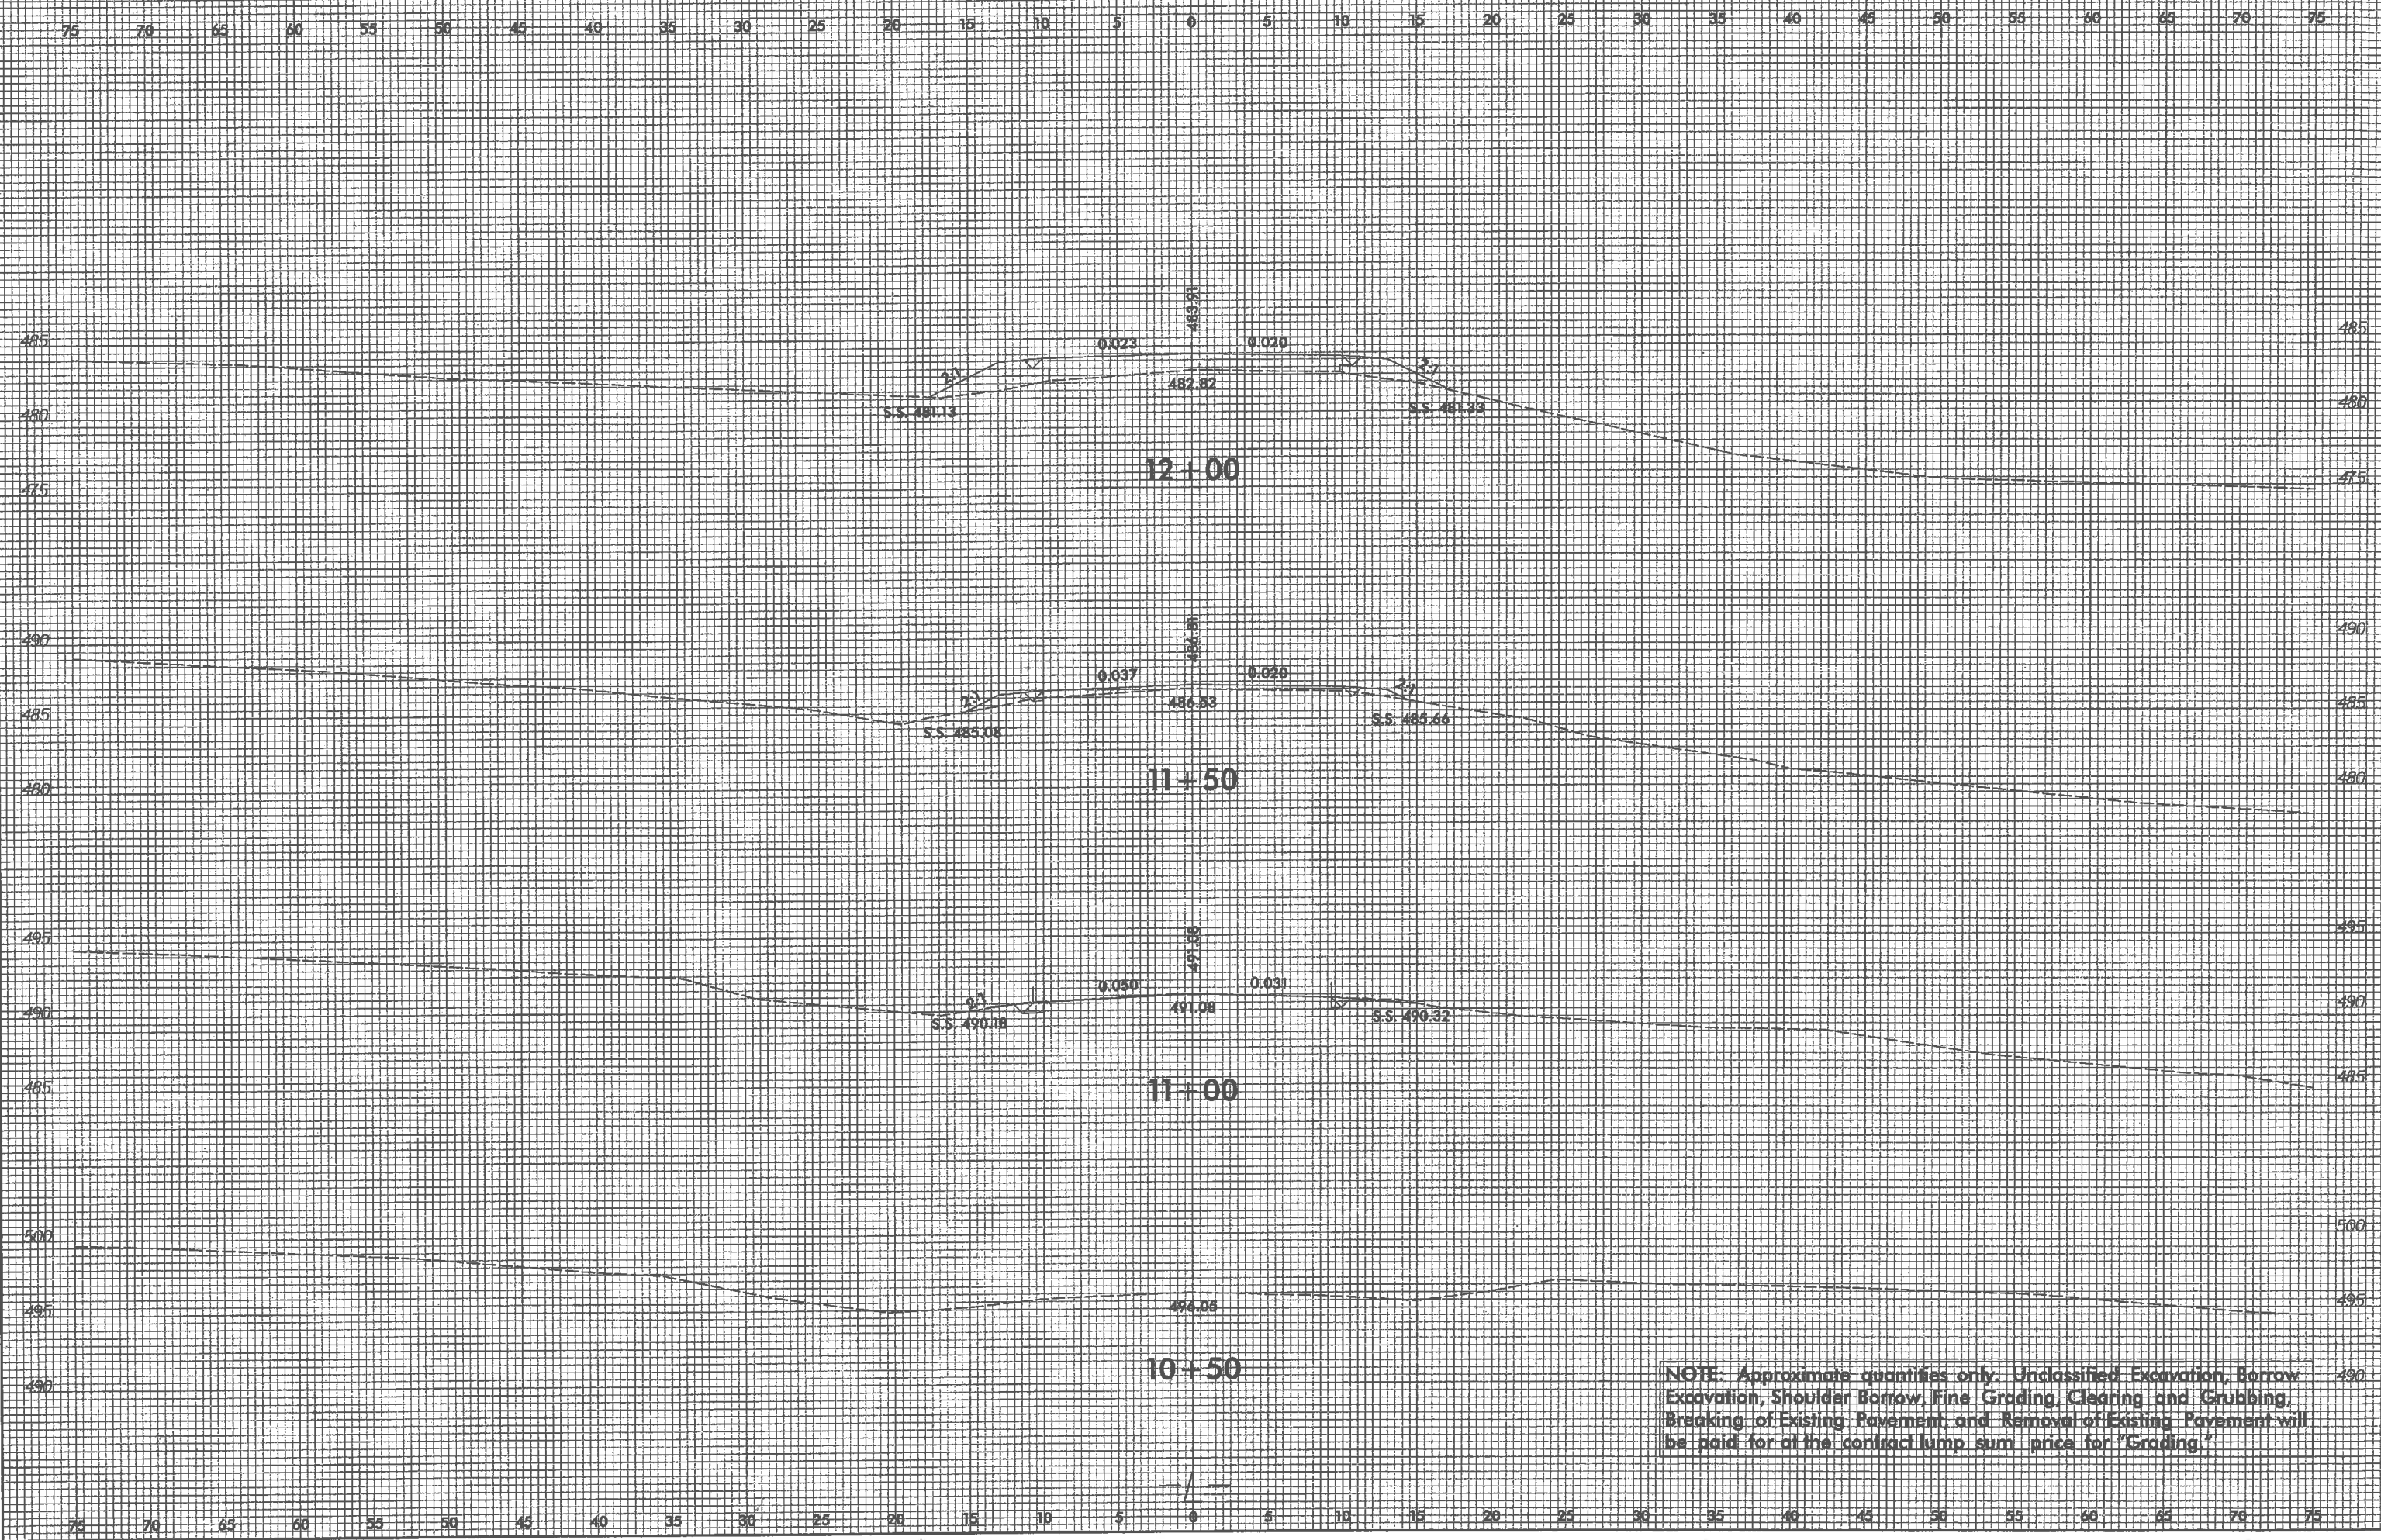 75 70 65 60 55 50 45 40 35 30 25 20 15 10 5 0 5 10 15 20 25 30 35 40 45 50 55 60 65 70 75
483.91
485 0.023 0.020 485
2:1 2:1
482.82
480 S.S. 481.13 S.S. 481.33 480
12+00
475 475
486.81
490 490
0.037 0.020
2:1 2:1
485 486.53 485
S.S. 485.08 S.S. 485.66
11+50
480 480
491.08
495 495
0.050 0.031
2:1
490 491.08 490
S.S. 490.18 S.S. 490.32
11+00
485 485
500 500
495 496.05 495
10+50
490 490
NOTE: Approximate quantities only. Unclassified Excavation, Borrow
Excavation, Shoulder Borrow, Fine Grading, Clearing and Grubbing,
Breaking of Existing Pavement, and Removal of Existing Pavement will
be paid for at the contract lump sum price for "Grading."
-/-
75 70 65 60 55 50 45 40 35 30 25 20 15 10 5 0 5 10 15 20 25 30 35 40 45 50 55 60 65 70 75